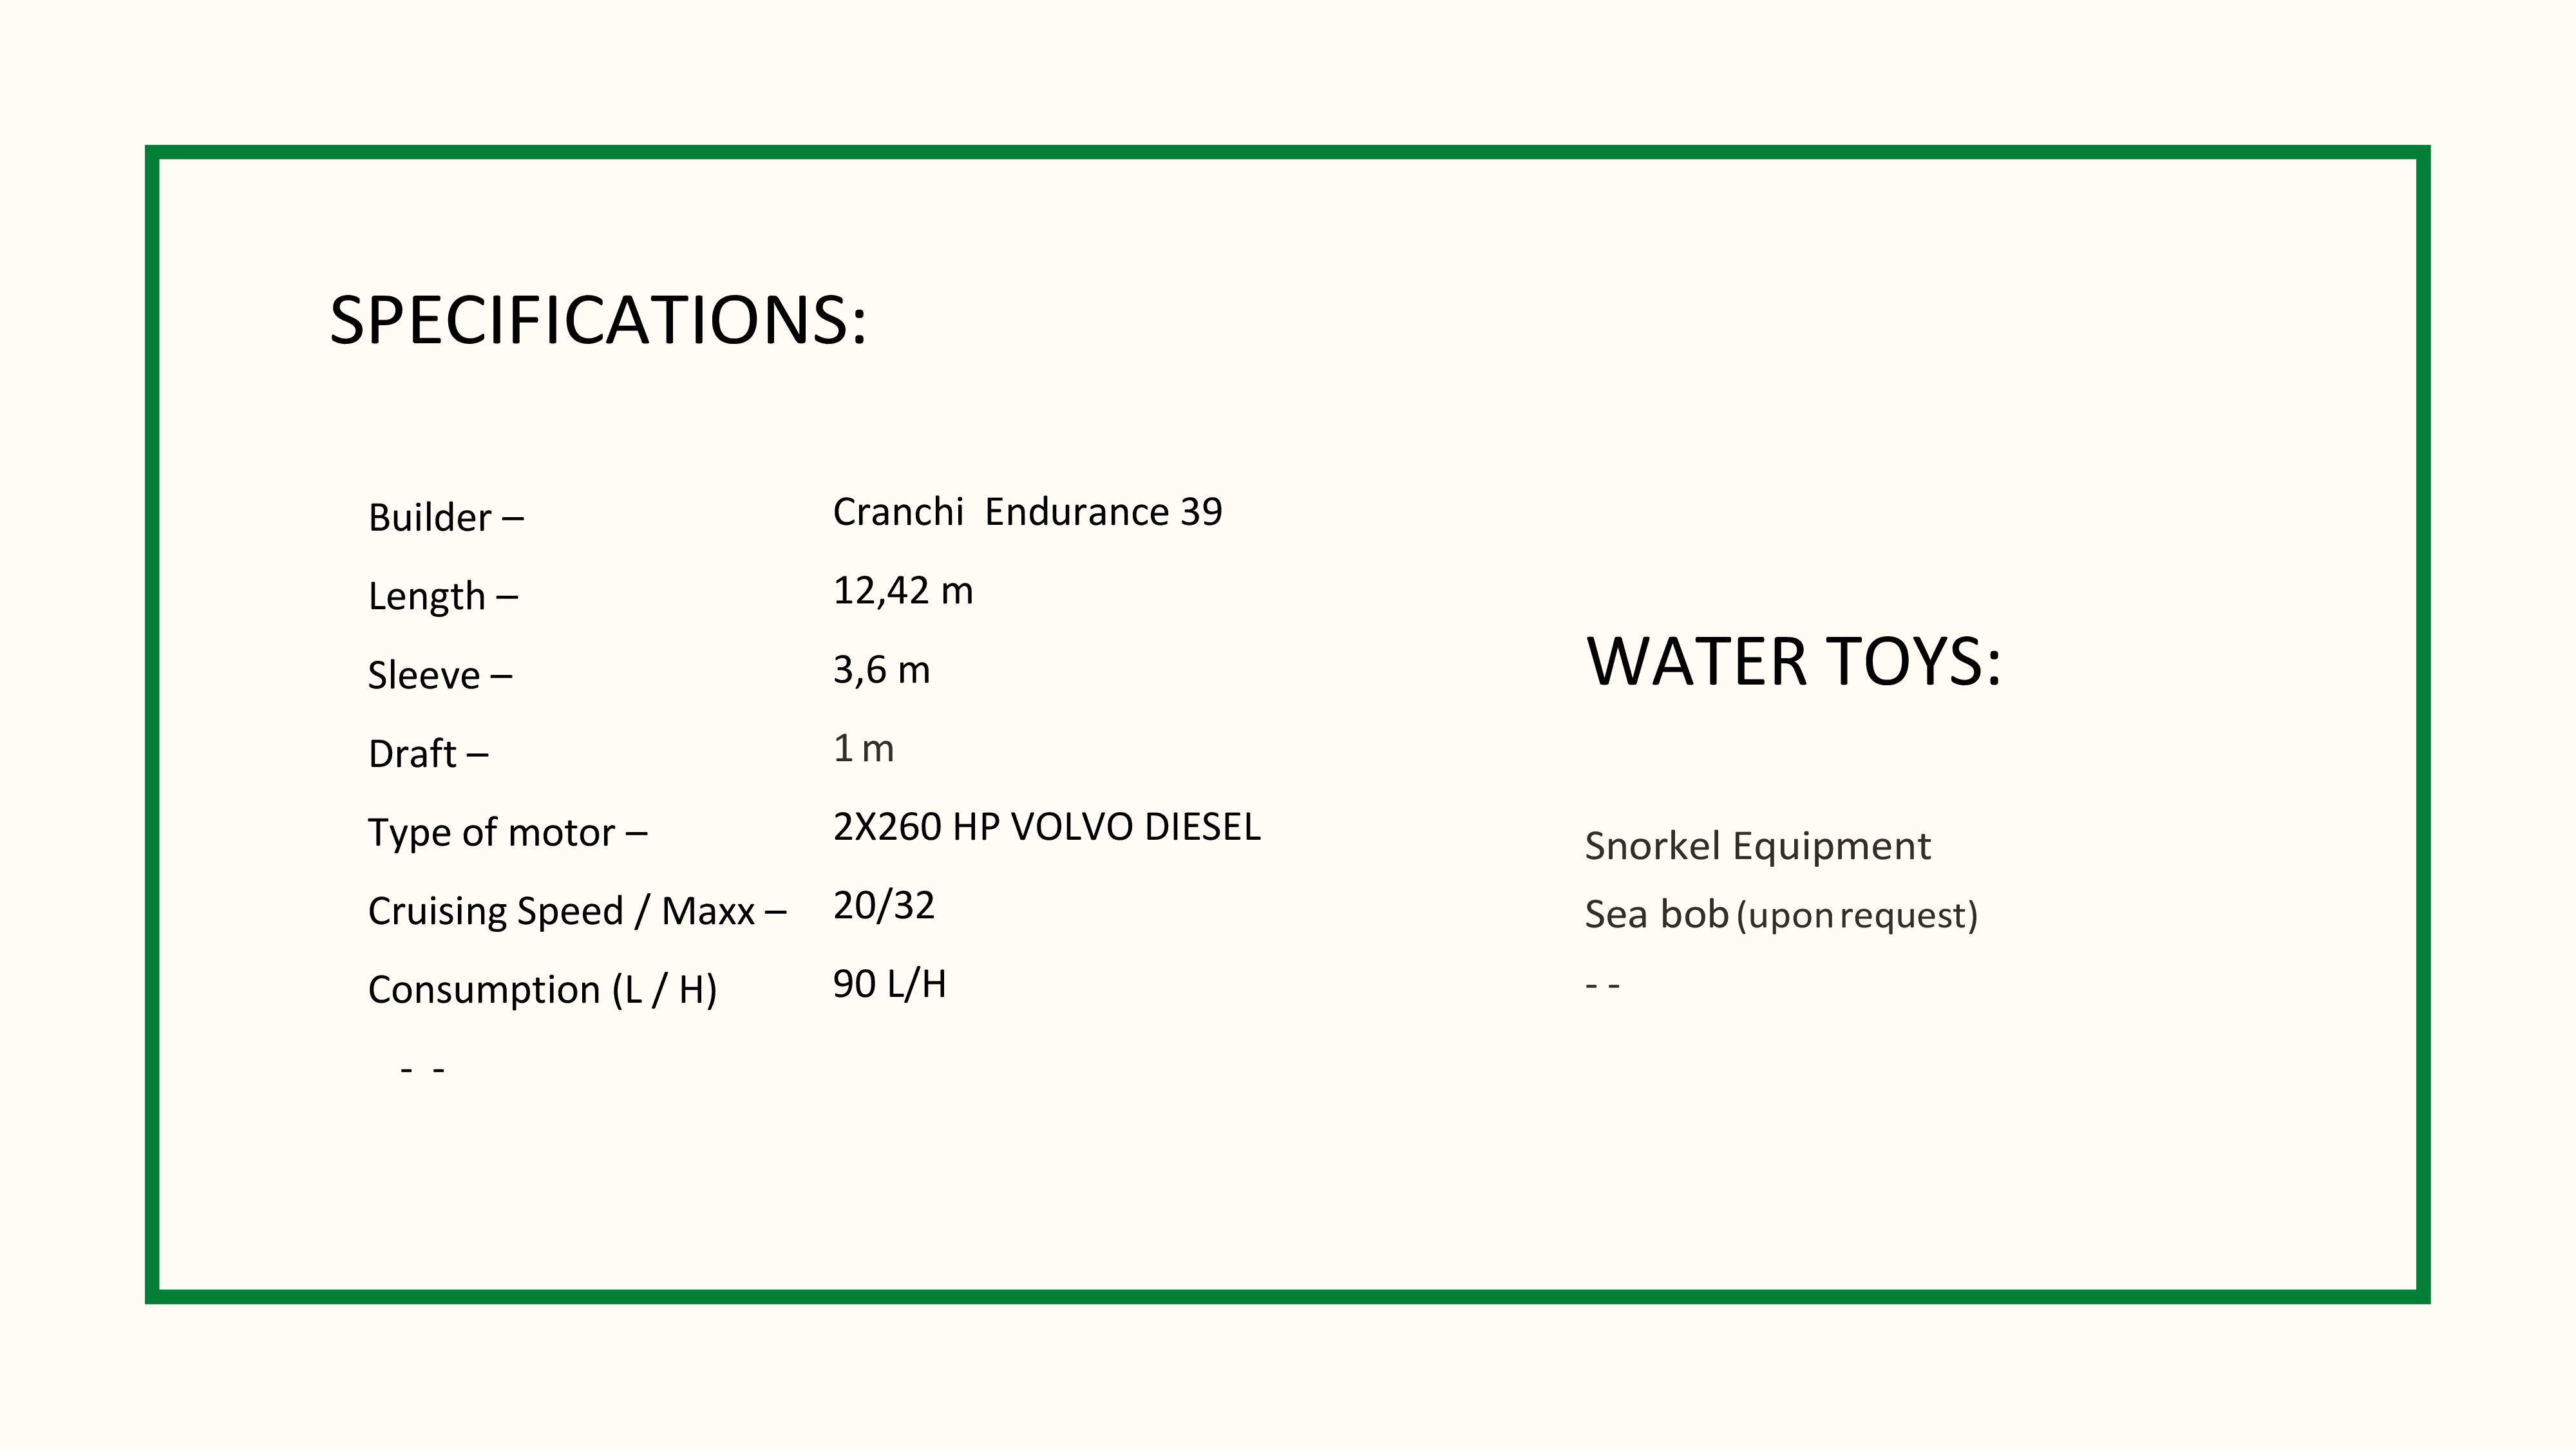 SPECIFICATIONS:
Builder – Cranchi  Endurance 39
Length – 12,42 m
Sleeve – 3,6 m
Draft – 1 m
Type of motor – 2X260 HP VOLVO DIESEL
Cruising Speed / Maxx – 20/32
Consumption (L / H) 90 L/H
- -
WATER TOYS:
Snorkel Equipment
Sea bob (upon request)
- -